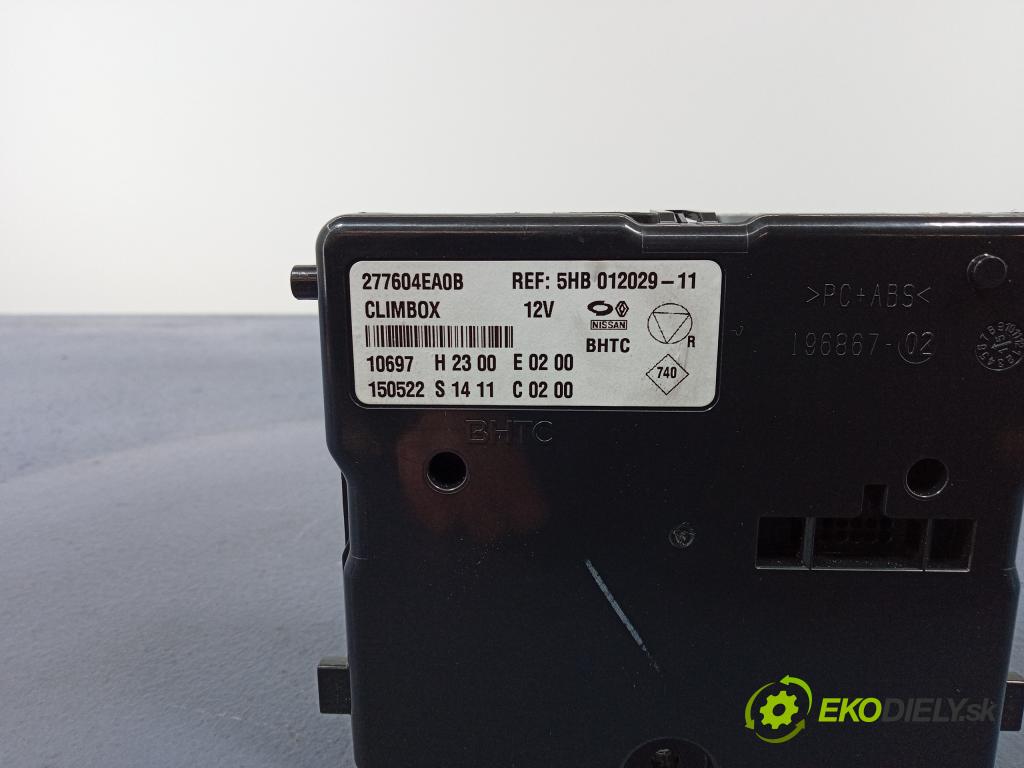 277604EA0B REF: 5HB 012029-11
CLIMBOX 12V
NISSAN
BHTC
R
10697 H 23 00 E 02 00
740
150522 S 14 11 C 02 00
>PC+ABS<
196867-02
BHTC
EKODIELY.sk